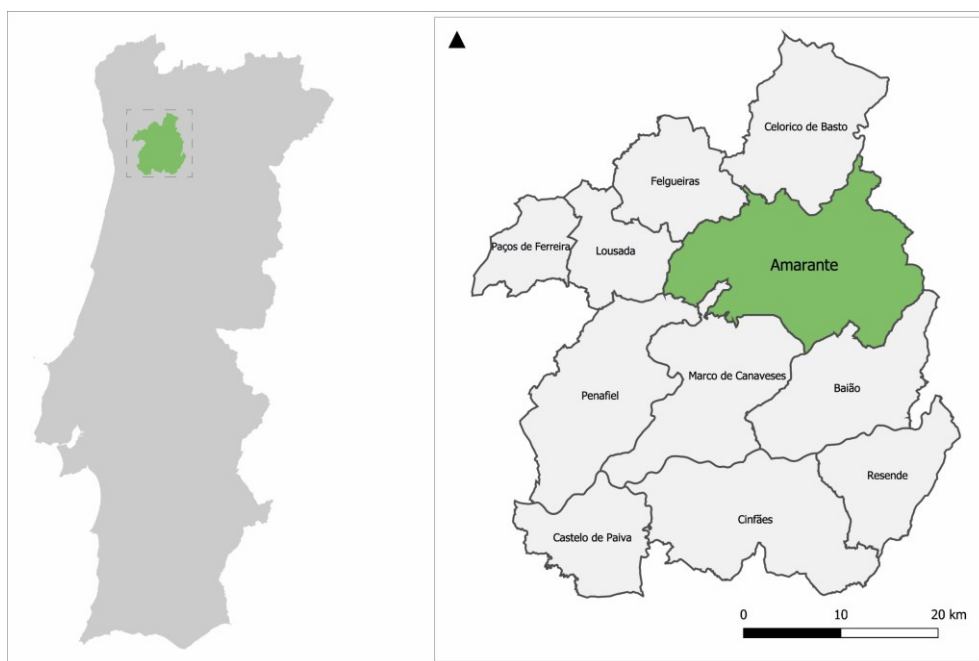 Celorico de Basto
Felgueiras
Paços de Ferreira
Lousada
Amarante
Marco de Canaveses
Baião
Penafiel
Resende
Cinfães
Castelo de Paiva
0 10 20 km